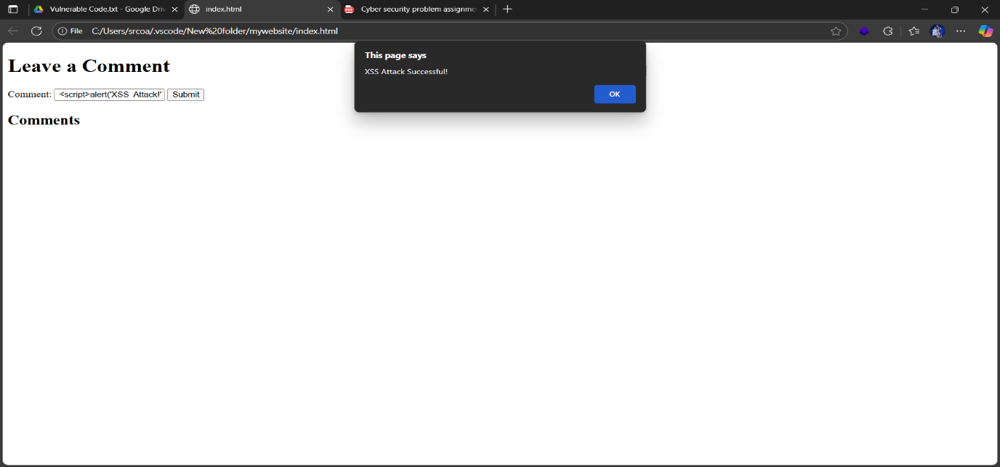 Vulnerable Code.txt - Google Driv
index.html
Cyber security problem assignme
File C:/Users/srcoa/.vscode/New%20folder/mywebsite/index.html
This page says
XSS Attack Successful!
OK
Leave a Comment
Comment: <script>alert('XSS Attack!' Submit
Comments